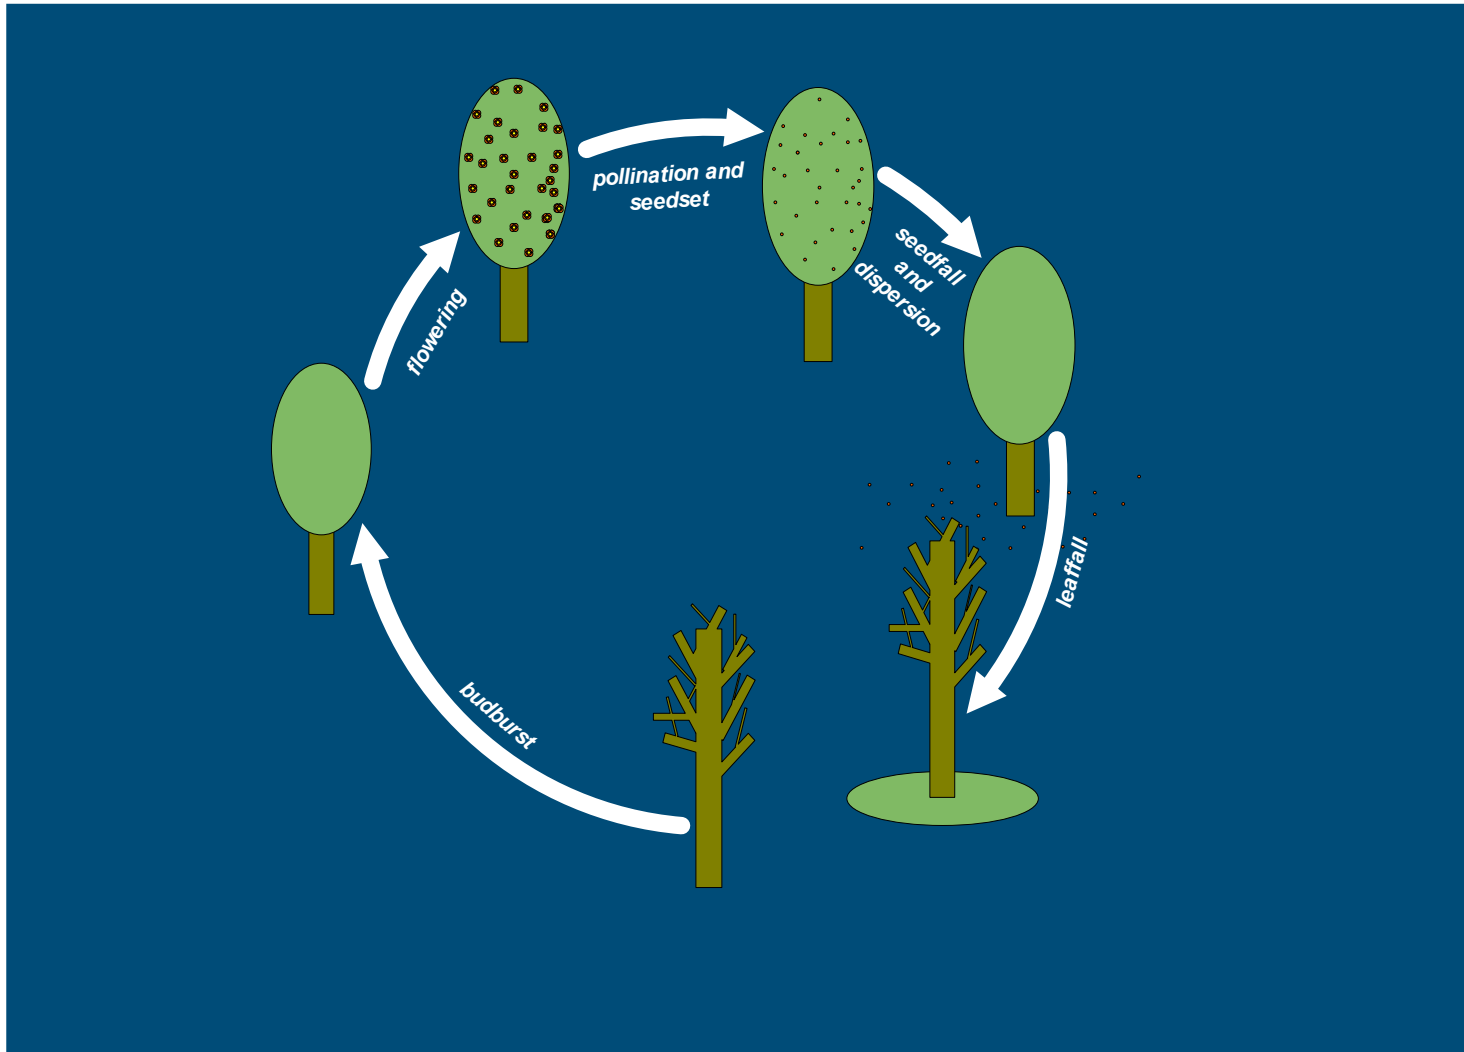 pollination and
seedset
seedfall
and
dispersion
flowering
leaffall
budburst